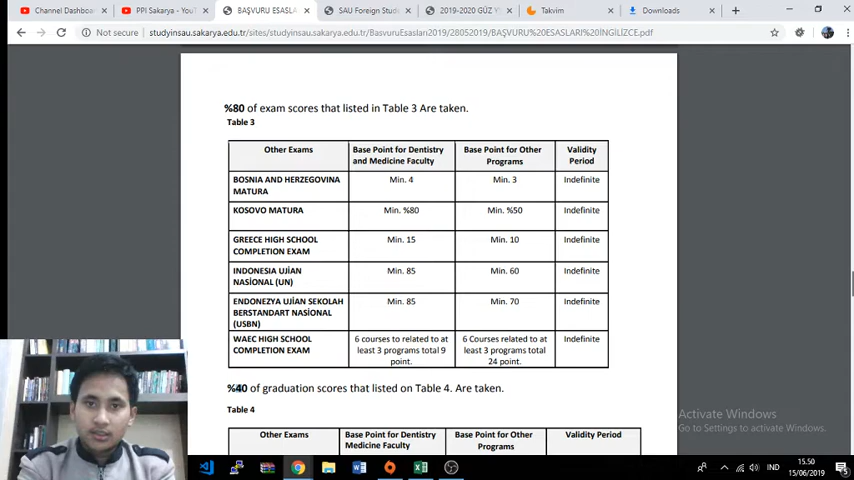 Channel Dashboa
PPI Sakarya - YouT
BAŞVURU ESASLA
SAU Foreign Stude
2019-2020 GÜZ Y
Takvim
Downloads
Not secure | studyinsau.sakarya.edu.tr/sites/studyinsau.sakarya.edu.tr/BasvuruEsaslari2019/28052019/BAŞVURU%20ESASLARI%20İNGİLİZCE.pdf
%80 of exam scores that listed in Table 3 Are taken.
Table 3
Other Exams
Base Point for Dentistry
and Medicine Faculty
Base Point for Other
Programs
Validity
Period
BOSNIA AND HERZEGOVINA
MATURA
Min. 4
Min. 3
Indefinite
KOSOVO MATURA
Min. %80
Min. %50
Indefinite
GREECE HIGH SCHOOL
COMPLETION EXAM
Min. 15
Min. 10
Indefinite
INDONESIA UJİAN
NASİONAL (UN)
Min. 85
Min. 60
Indefinite
ENDONEZYA UJİAN SEKOLAH
BERSTANDART NASİONAL
(USBN)
Min. 85
Min. 70
Indefinite
WAEC HIGH SCHOOL
COMPLETION EXAM
6 courses to related to at
least 3 programs total 9
point.
6 Courses related to at
least 3 programs total
24 point.
Indefinite
%40 of graduation scores that listed on Table 4. Are taken.
Table 4
Other Exams
Base Point for Dentistry
Medicine Faculty
Base Point for Other
Programs
Validity Period
Activate Windows
Go to Settings to activate Windows.
IND
15.50
15/06/2019